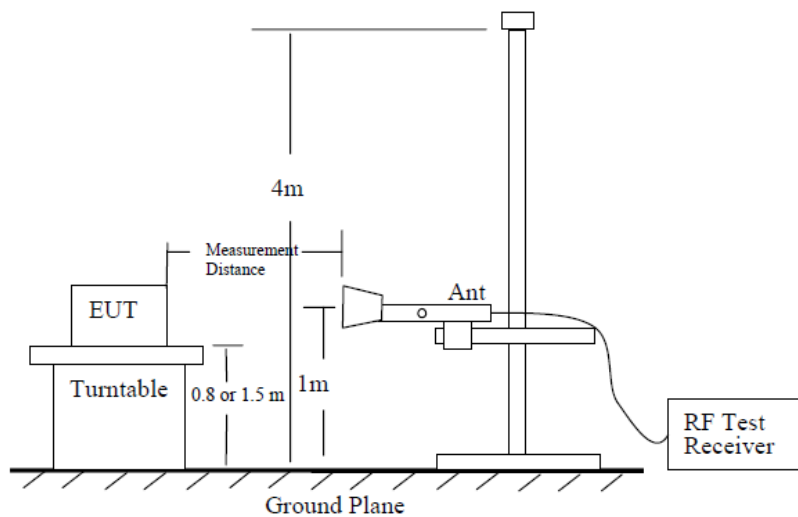 4m
Measurement
Distance
Ant
EUT
Turntable
0.8 or 1.5 m
1m
RF Test
Receiver
Ground Plane